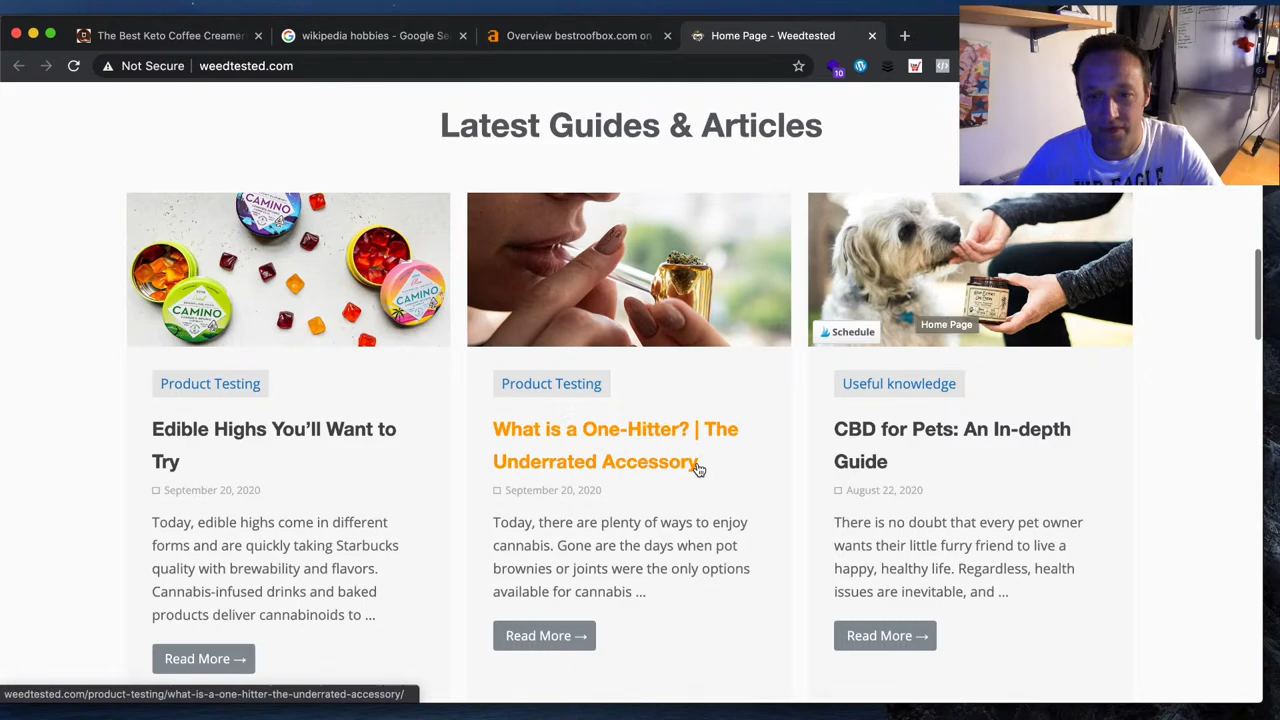 The Best Keto Coffee Creamer
wikipedia hobbies - Google Se
Overview bestroofbox.com on
Home Page - Weedtested
Not Secure
weedtested.com
10
Latest Guides & Articles
CAMINO
CAMINO
CAMINO
Schedule
Home Page
Product Testing
Product Testing
Useful knowledge
Edible Highs You’ll Want to
Try
What is a One-Hitter? | The
Underrated Accessory
CBD for Pets: An In-depth
Guide
September 20, 2020
September 20, 2020
August 22, 2020
Today, edible highs come in different
forms and are quickly taking Starbucks
quality with brewability and flavors.
Cannabis-infused drinks and baked
products deliver cannabinoids to ...
Today, there are plenty of ways to enjoy
cannabis. Gone are the days when pot
brownies or joints were the only options
available for cannabis ...
There is no doubt that every pet owner
wants their little furry friend to live a
happy, healthy life. Regardless, health
issues are inevitable, and ...
Read More →
Read More →
Read More →
weedtested.com/product-testing/what-is-a-one-hitter-the-underrated-accessory/